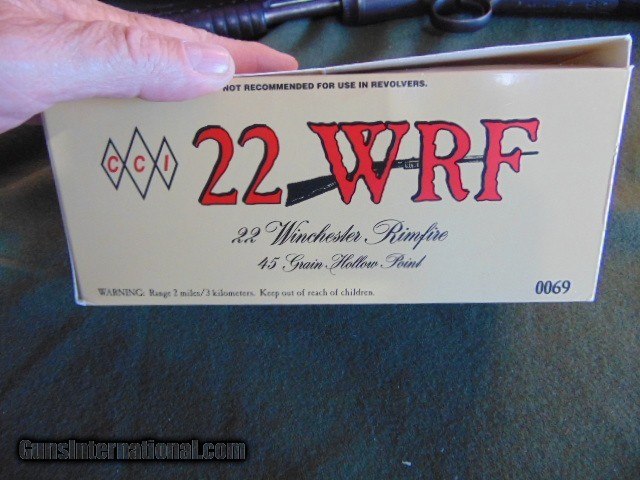 NOT RECOMMENDED FOR USE IN REVOLVERS.
CCI
22 WRF
22 Winchester Rimfire
45 Grain Hollow Point
WARNING: Range 2 miles/3 kilometers. Keep out of reach of children.
0069
GunsInternational.com